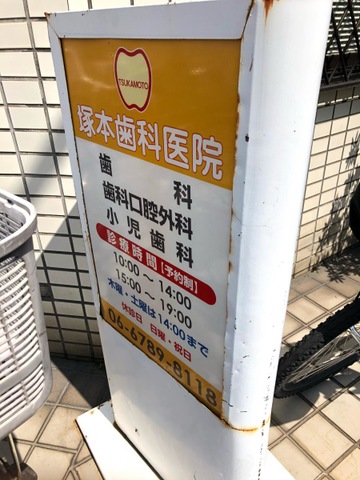 TSUKAMOTO
塚本歯科医院
歯科
歯科口腔外科
小児歯科
診療時間【予約制】
10:00～14:00
15:00～19:00
木曜・土曜は14:00まで
休診日 日曜・祝日
06-6789-8118